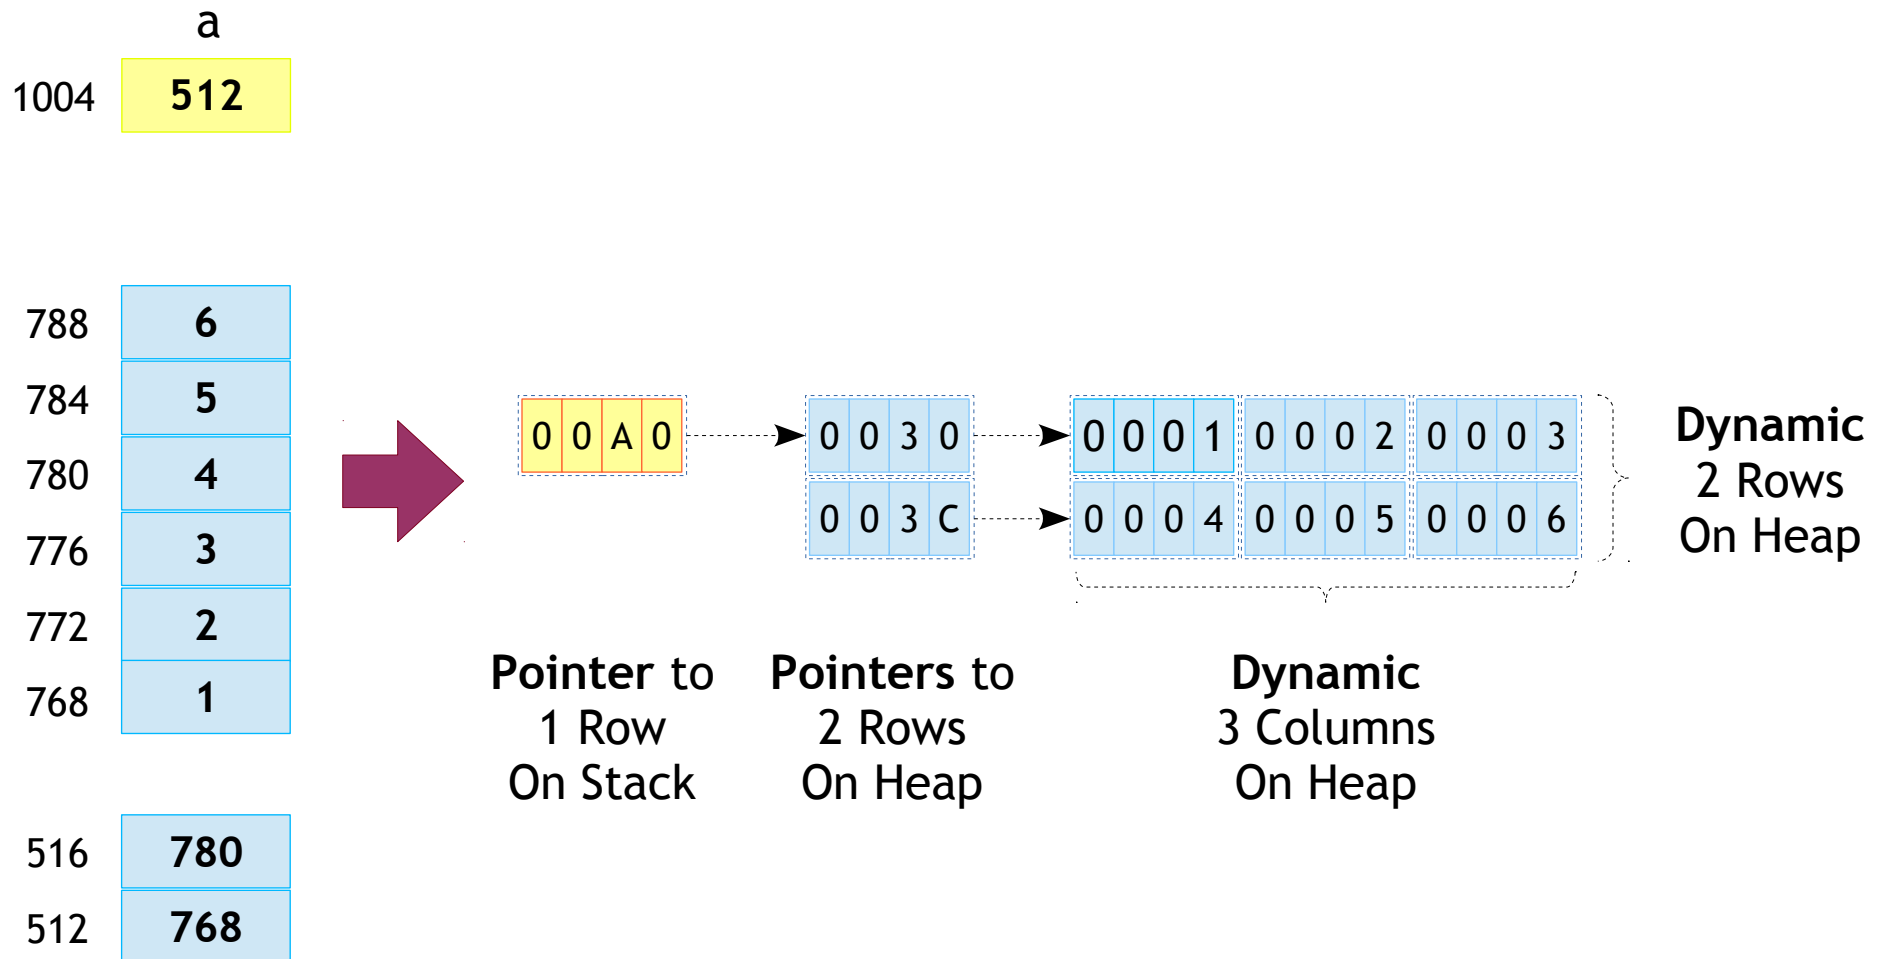 a
1004 512
788 6
784 5
780 4
776 3
772 2
768 1
516 780
512 768
0 0 A 0
0 0 3 0
0 0 0 1 0 0 0 2 0 0 0 3
0 0 3 C
0 0 0 4 0 0 0 5 0 0 0 6
Dynamic
2 Rows
On Heap
Pointer to
1 Row
On Stack
Pointers to
2 Rows
On Heap
Dynamic
3 Columns
On Heap